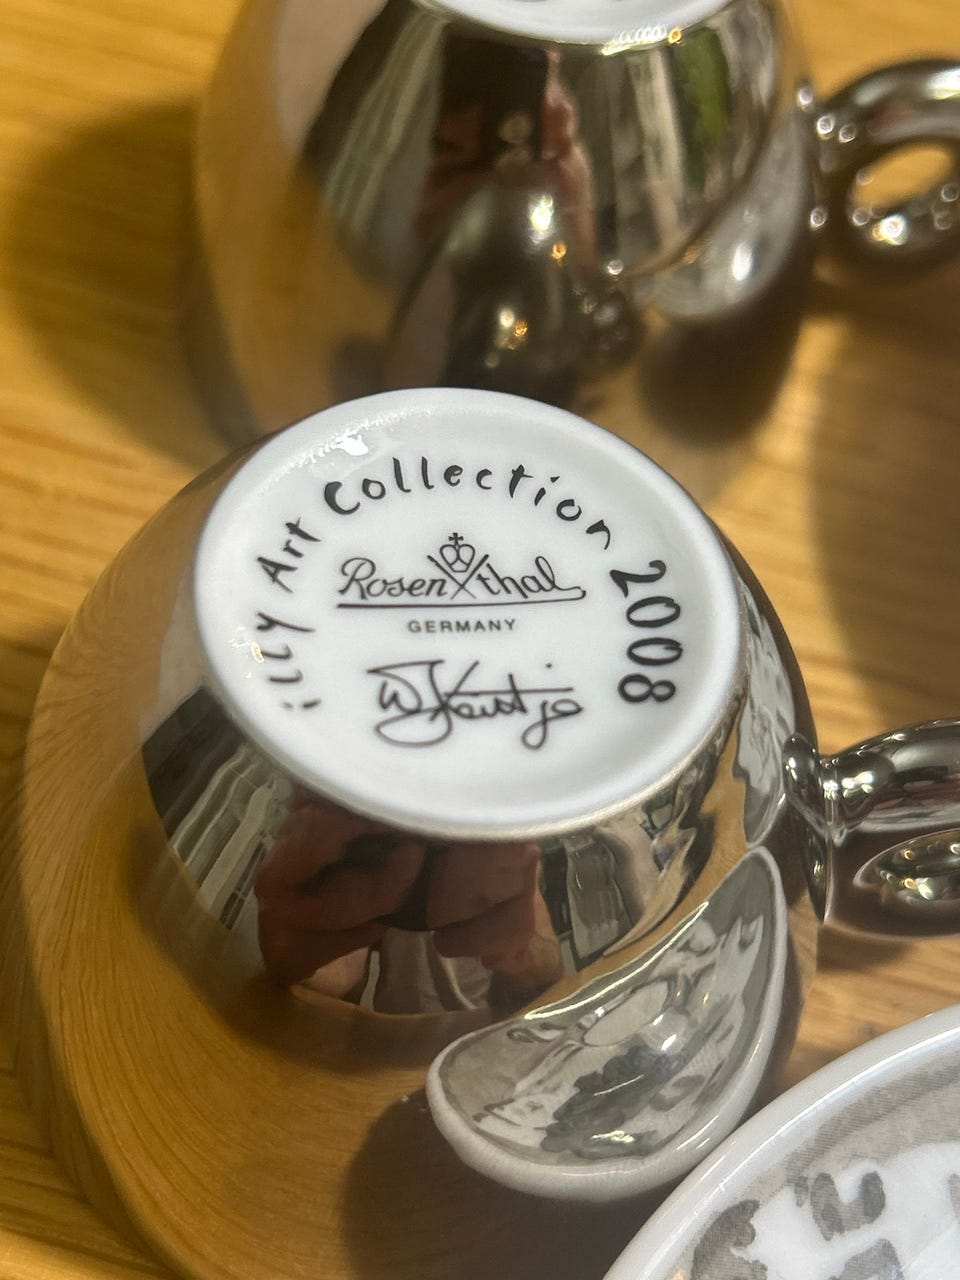 illy Art Collection 2008
Rosenthal
GERMANY